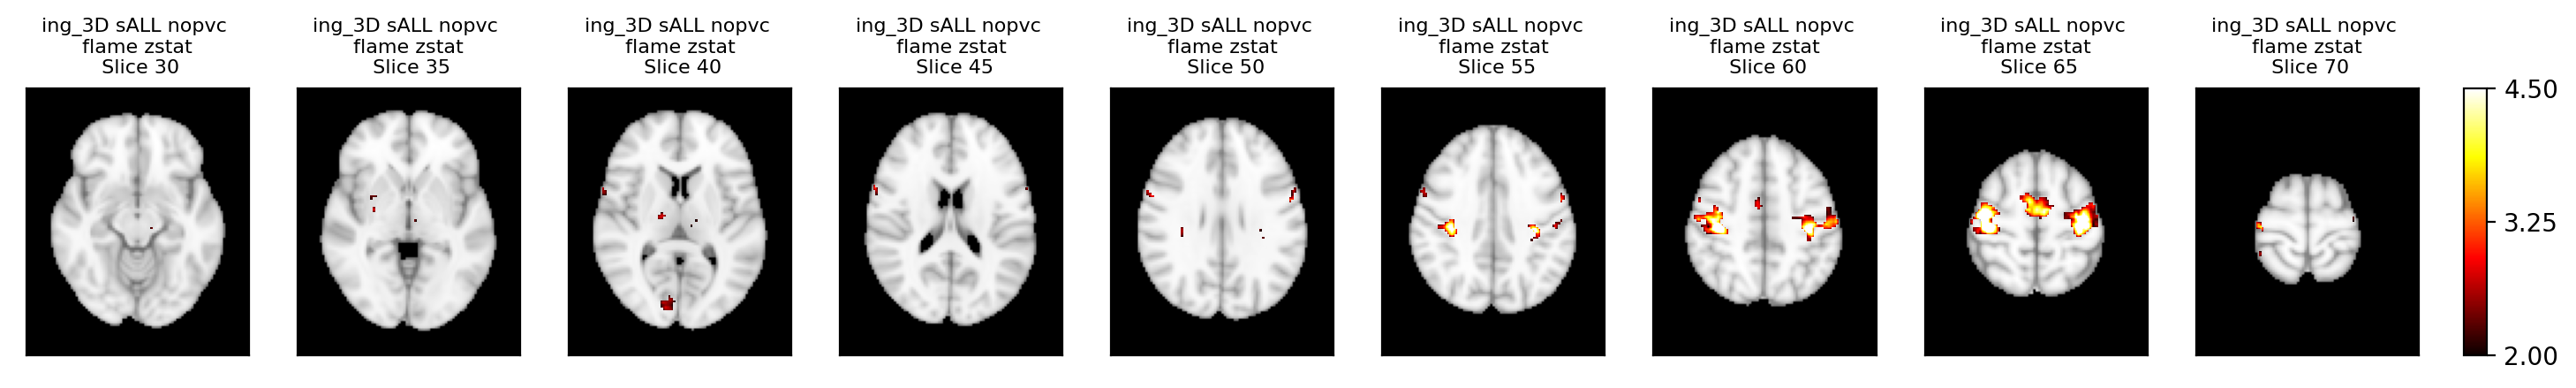 ing_3D sALL nopvc
flame zstat
Slice 30
ing_3D sALL nopvc
flame zstat
Slice 35
ing_3D sALL nopvc
flame zstat
Slice 40
ing_3D sALL nopvc
flame zstat
Slice 45
ing_3D sALL nopvc
flame zstat
Slice 50
ing_3D sALL nopvc
flame zstat
Slice 55
ing_3D sALL nopvc
flame zstat
Slice 60
ing_3D sALL nopvc
flame zstat
Slice 65
ing_3D sALL nopvc
flame zstat
Slice 70
4.50
3.25
2.00